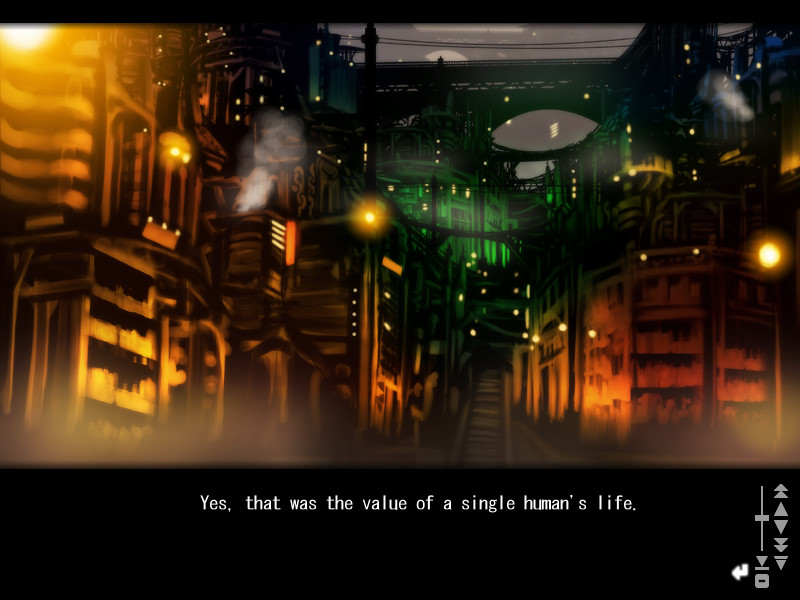 Yes, that was the value of a single human's life.